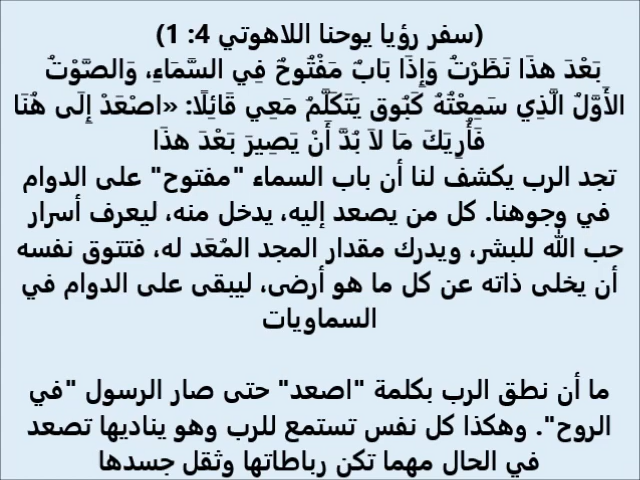 (سفر رؤيا يوحنا اللاهوتي 4: 1)
بَعْدَ هذَا نَظَرْتُ وَإِذَا بَابٌ مَفْتُوحٌ فِي السَّمَاءِ، وَالصَّوْتُ
الأَوَّلُ الَّذِي سَمِعْتُهُ كَبُوق يَتَكَلَّمُ مَعِي قَائِلًا: «اصْعَدْ إِلَى هُنَا
فَأُرِيَكَ مَا لاَ بُدَّ أَنْ يَصِيرَ بَعْدَ هذَا
تجد الرب يكشف لنا أن باب السماء "مفتوح" على الدوام
في وجوهنا. كل من يصعد إليه، يدخل منه، ليعرف أسرار
حب الله للبشر، ويدرك مقدار المجد المُعَد له، فتتوق نفسه
أن يخلى ذاته عن كل ما هو أرضى، ليبقى على الدوام في
السماويات
ما أن نطق الرب بكلمة "اصعد" حتى صار الرسول "في
الروح". وهكذا كل نفس تستمع للرب وهو يناديها تصعد
في الحال مهما تكن رباطاتها وثقل جسدها